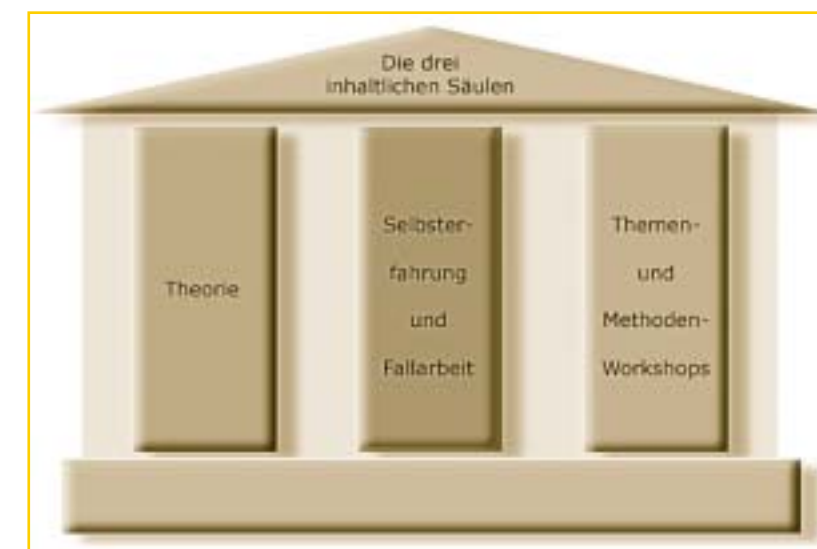 Die drei
inhaltlichen Säulen
Theorie
Selbster-
fahrung
und
Fallarbeit
Themen-
und
Methoden-
Workshops